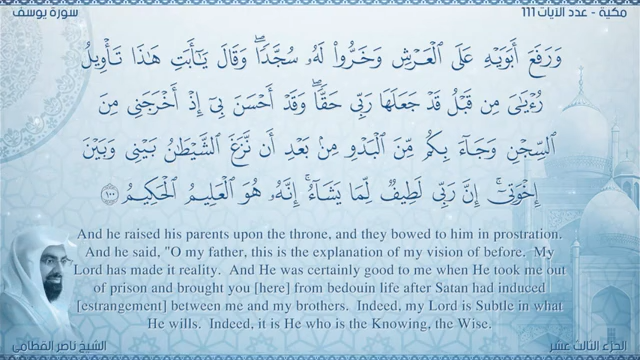 مكية - عدد الآيات 111
سورة يوسف
وَرَفَعَ أَبَوَيْهِ عَلَى الْعَرْشِ وَخَرُّوا۟ لَهُۥ سُجَّدًا ۖ وَقَالَ يَـٰٓأَبَتِ هَـٰذَا تَأْوِيلُ
رُءْيَـٰىَ مِن قَبْلُ قَدْ جَعَلَهَا رَبِّى حَقًّا ۖ وَقَدْ أَحْسَنَ بِىٓ إِذْ أَخْرَجَنِى مِنَ
السِّجْنِ وَجَآءَ بِكُم مِّنَ الْبَدْوِ مِنۢ بَعْدِ أَن نَّزَغَ الشَّيْطَـٰنُ بَيْنِى وَبَيْنَ
إِخْوَتِىٓ ۚ إِنَّ رَبِّى لَطِيفٌ لِّمَا يَشَآءُ ۚ إِنَّهُۥ هُوَ الْعَلِيمُ الْحَكِيمُ ١٠٠
And he raised his parents upon the throne, and they bowed to him in prostration.
And he said, "O my father, this is the explanation of my vision of before. My
Lord has made it reality. And He was certainly good to me when He took me out
of prison and brought you [here] from bedouin life after Satan had induced
[estrangement] between me and my brothers. Indeed, my Lord is Subtle in what
He wills. Indeed, it is He who is the Knowing, the Wise.
الجزء الثالث عشر
الشيخ ناصر القطامي